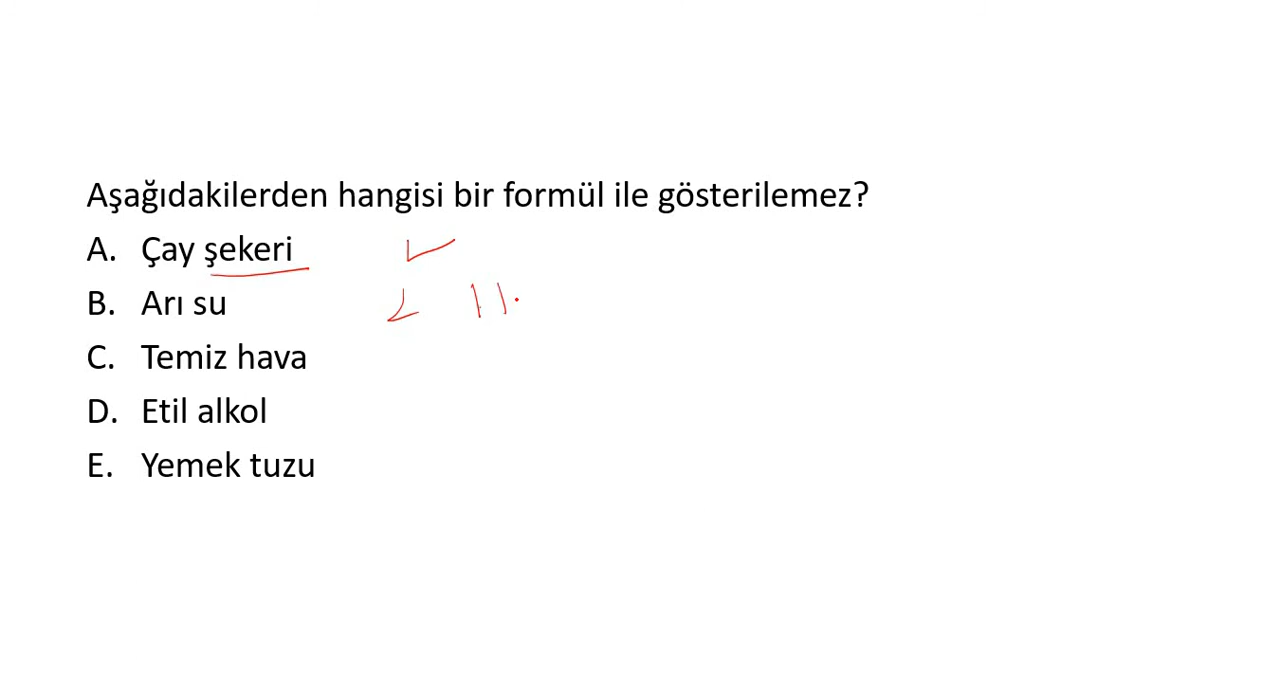 Aşağıdakilerden hangisi bir formül ile gösterilemez?
A. Çay şekeri
B. Arı su
C. Temiz hava
D. Etil alkol
E. Yemek tuzu